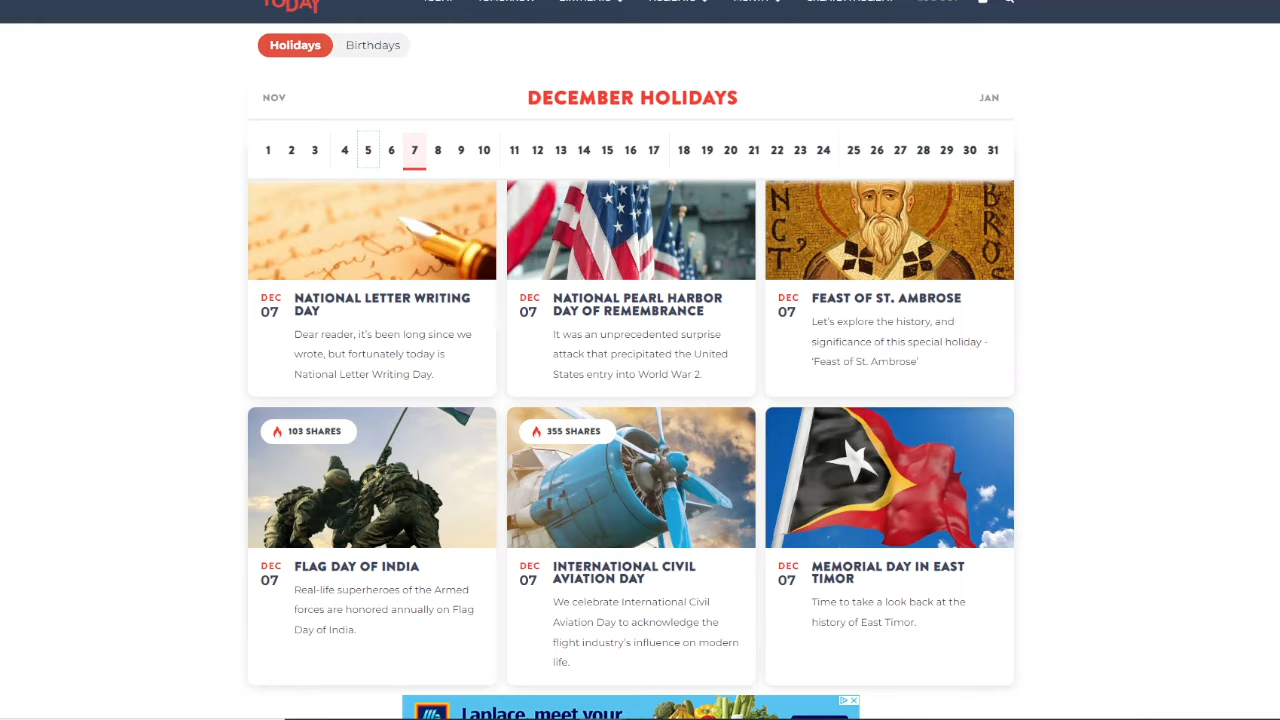 TODAY
Holidays
Birthdays
NOV
DECEMBER HOLIDAYS
JAN
1 2 3 4 5 6 7 8 9 10 11 12 13 14 15 16 17 18 19 20 21 22 23 24 25 26 27 28 29 30 31
DEC
07
NATIONAL LETTER WRITING
DAY
Dear reader, it's been long since we
wrote, but fortunately today is
National Letter Writing Day.
DEC
07
NATIONAL PEARL HARBOR
DAY OF REMEMBRANCE
It was an unprecedented surprise
attack that precipitated the United
States entry into World War 2.
DEC
07
FEAST OF ST. AMBROSE
Let's explore the history, and
significance of this special holiday -
'Feast of St. Ambrose'
103 SHARES
DEC
07
FLAG DAY OF INDIA
Real-life superheroes of the Armed
forces are honored annually on Flag
Day of India.
355 SHARES
DEC
07
INTERNATIONAL CIVIL
AVIATION DAY
We celebrate International Civil
Aviation Day to acknowledge the
flight industry's influence on modern
life.
DEC
07
MEMORIAL DAY IN EAST
TIMOR
Time to take a look back at the
history of East Timor.
Laplace, meet your